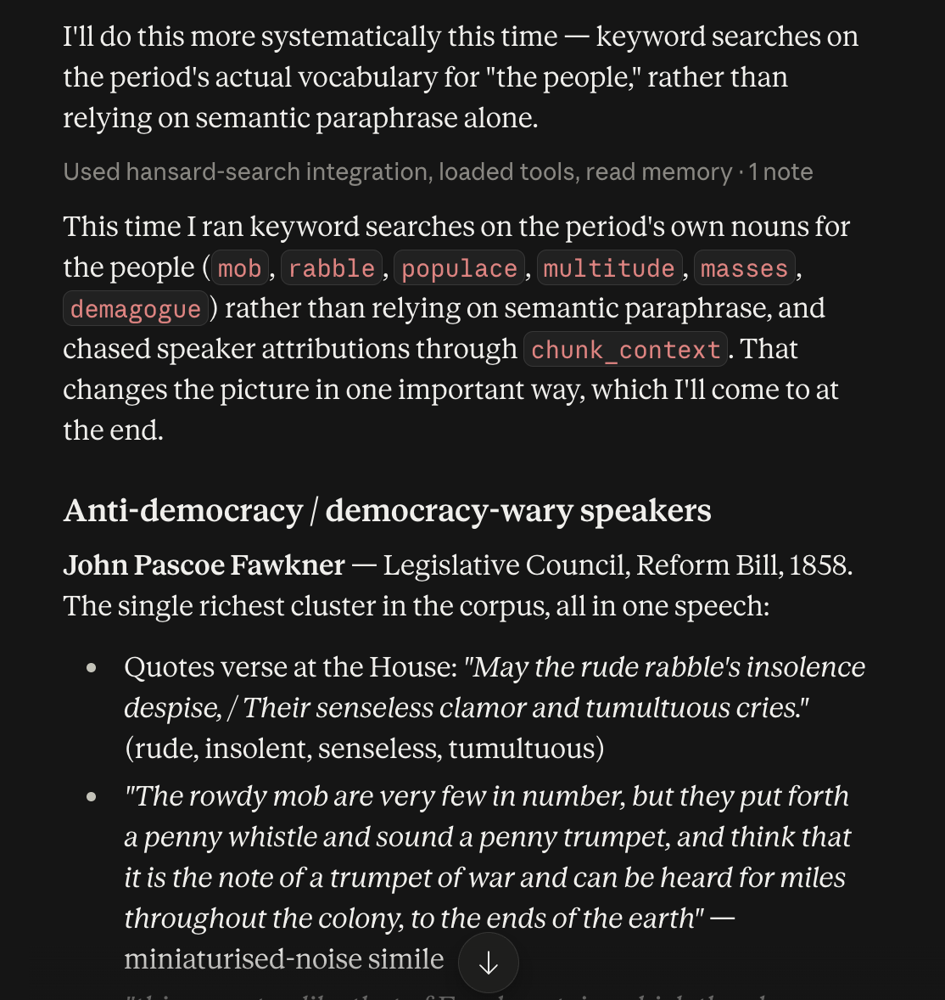 I'll do this more systematically this time — keyword searches on
the period's actual vocabulary for "the people," rather than
relying on semantic paraphrase alone.
Used hansard-search integration, loaded tools, read memory · 1 note
This time I ran keyword searches on the period's own nouns for
the people (mob, rabble, populace, multitude, masses,
demagogue) rather than relying on semantic paraphrase, and
chased speaker attributions through chunk_context. That
changes the picture in one important way, which I'll come to at
the end.
Anti-democracy / democracy-wary speakers
John Pascoe Fawkner — Legislative Council, Reform Bill, 1858.
The single richest cluster in the corpus, all in one speech:
• Quotes verse at the House: "May the rude rabble's insolence
despise, / Their senseless clamor and tumultuous cries."
(rude, insolent, senseless, tumultuous)
• "The rowdy mob are very few in number, but they put forth
a penny whistle and sound a penny trumpet, and think that
it is the note of a trumpet of war and can be heard for miles
throughout the colony, to the ends of the earth" —
miniaturised-noise simile